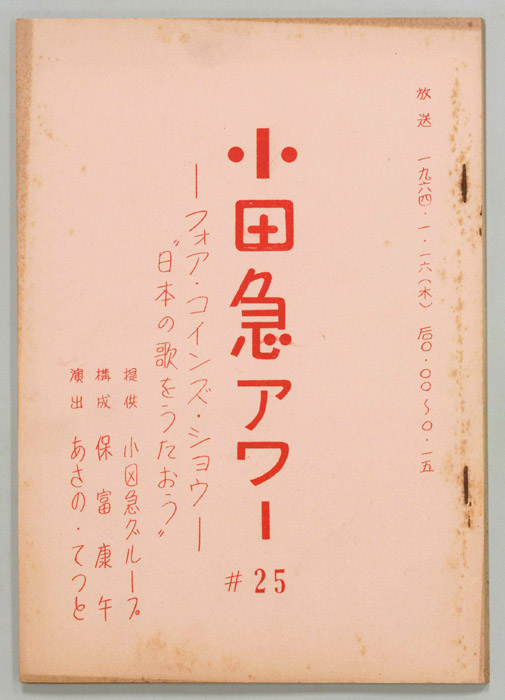 放送　一九六四・一・一六(木)　后0・00〜0・一五
小田急アワー
#25
ーフォア・コインズ・ショウー
"日本の歌をうたおう"
提供　小田急グループ
構成　保富康午
演出　あさの・てつと